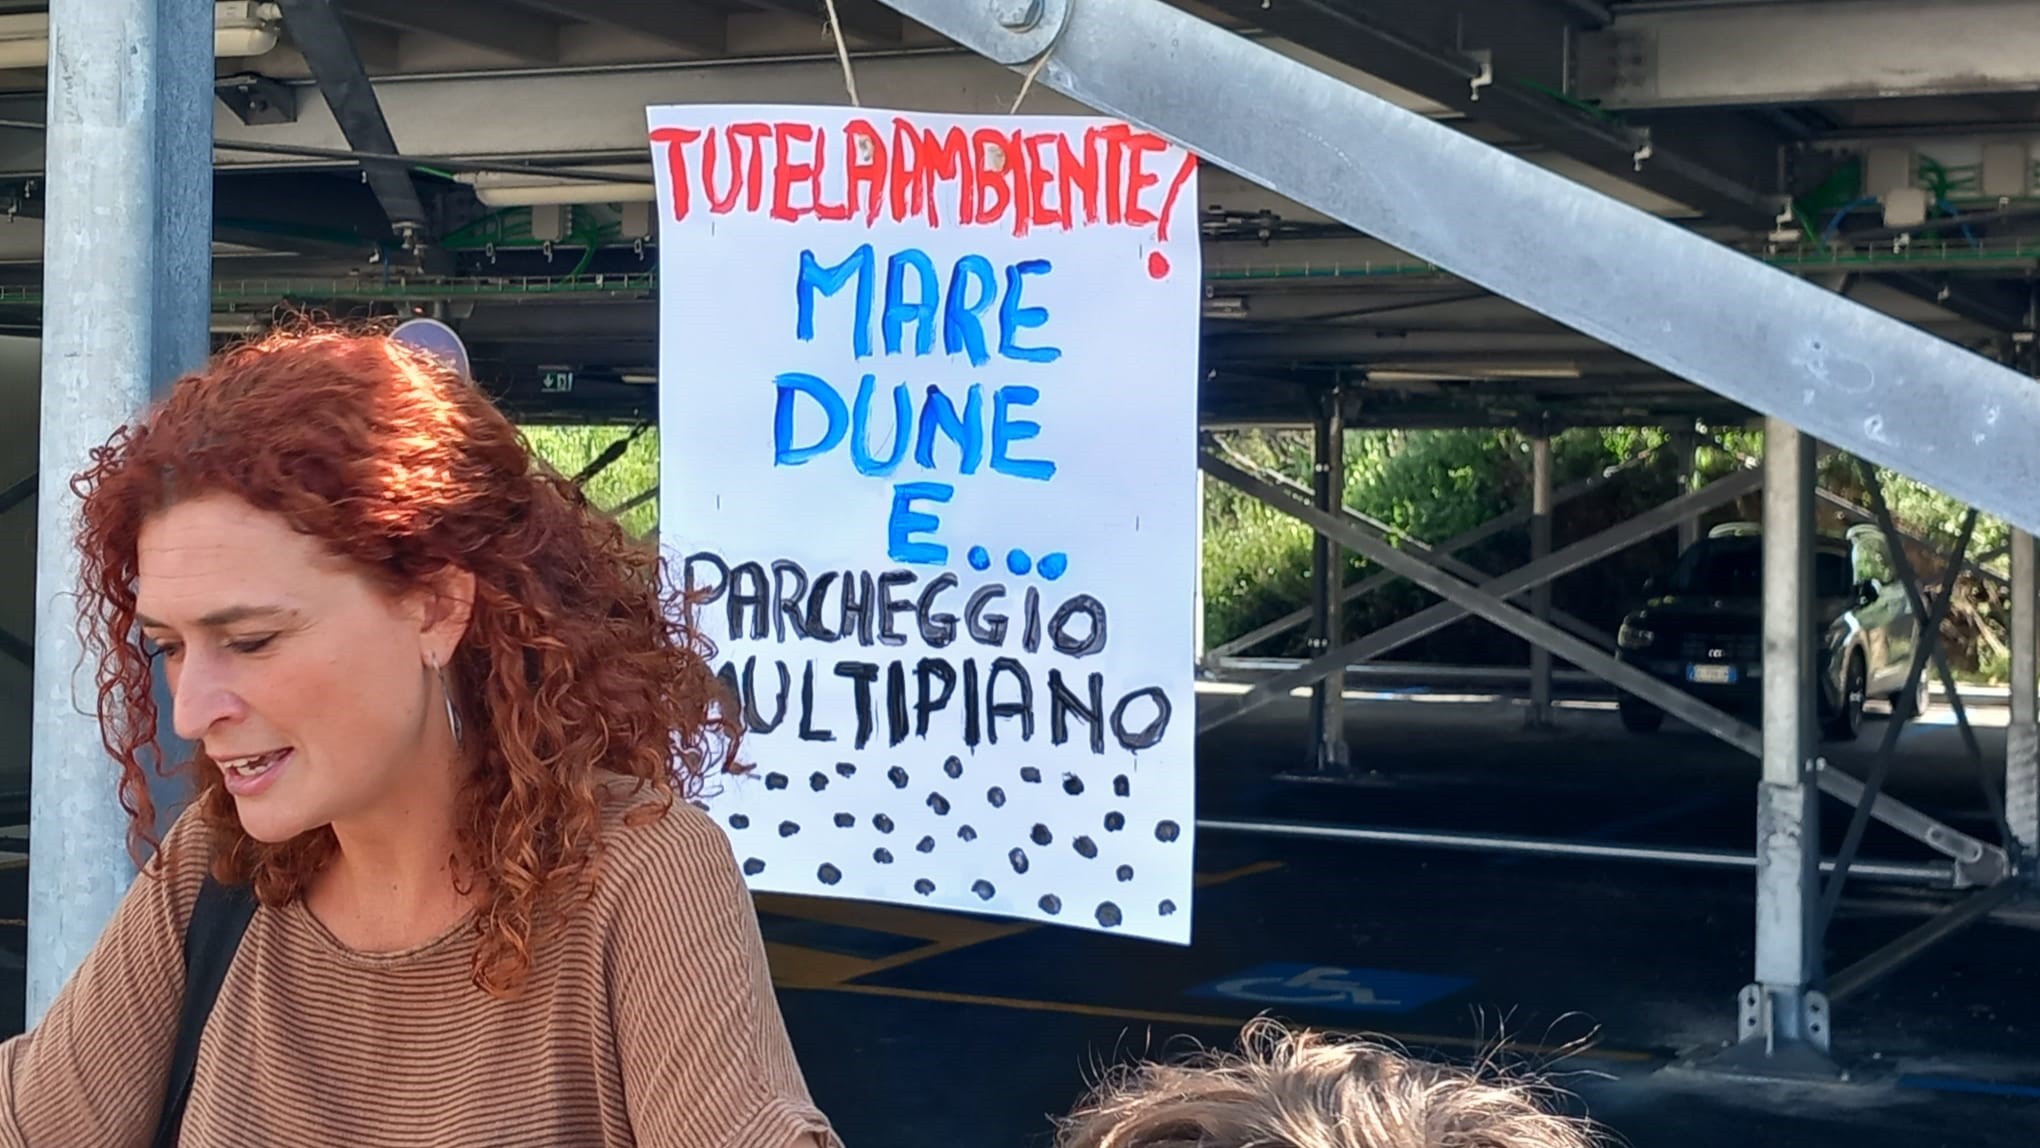 TUTELA AMBIENTE!
MARE
DUNE
E...
PARCHEGGIO
MULTIPIANO